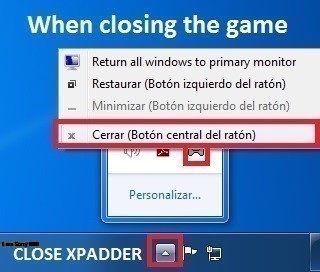 When closing the game
Return all windows to primary monitor
Restaurar (Botón izquierdo del ratón)
Minimizar (Botón izquierdo del ratón)
x Cerrar (Botón central del ratón)
Personalizar...
CLOSE XPADDER